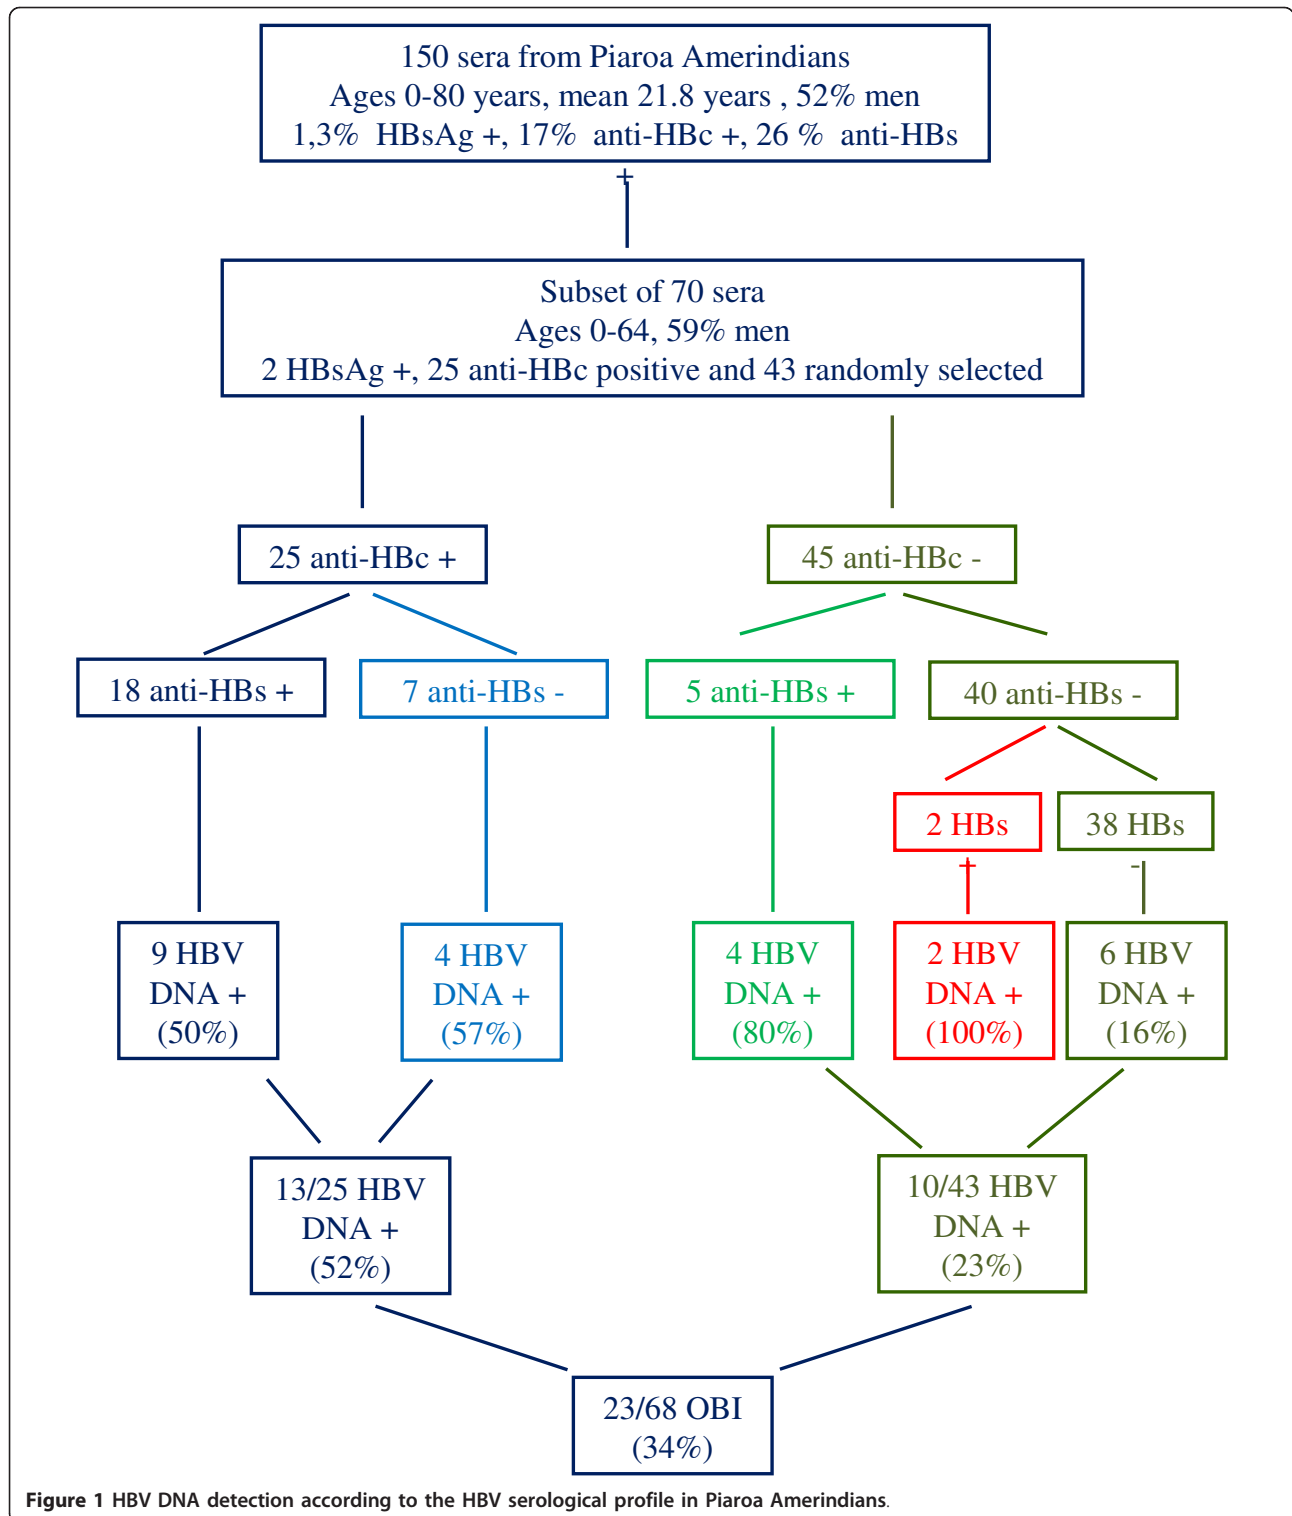 150 sera from Piaroa Amerindians
Ages 0-80 years, mean 21.8 years , 52% men
1,3% HBsAg +, 17% anti-HBc +, 26 % anti-HBs
+
Subset of 70 sera
Ages 0-64, 59% men
2 HBsAg +, 25 anti-HBc positive and 43 randomly selected
25 anti-HBc +
45 anti-HBc -
18 anti-HBs +
7 anti-HBs -
5 anti-HBs +
40 anti-HBs -
2 HBs
+
38 HBs
-
9 HBV
DNA +
(50%)
4 HBV
DNA +
(57%)
4 HBV
DNA +
(80%)
2 HBV
DNA +
(100%)
6 HBV
DNA +
(16%)
13/25 HBV
DNA +
(52%)
10/43 HBV
DNA +
(23%)
23/68 OBI
(34%)
Figure 1 HBV DNA detection according to the HBV serological profile in Piaroa Amerindians.